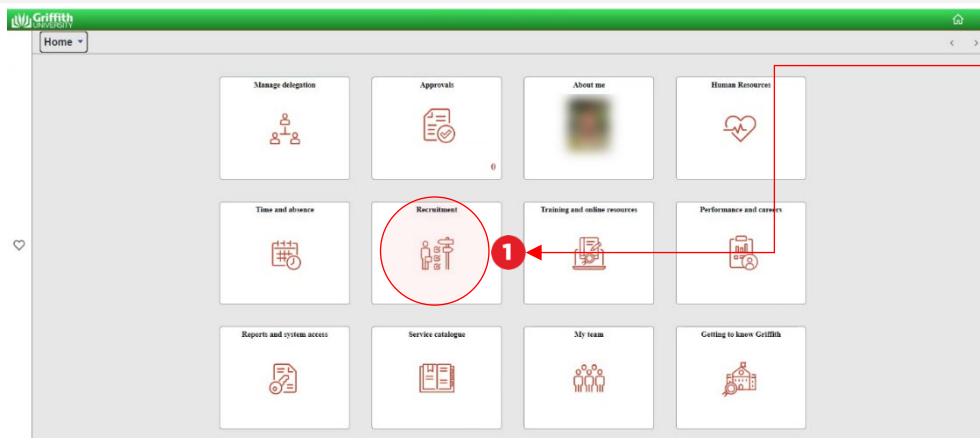 Griffith
UNIVERSITY
Home
Manage delegation
Approvals
0
About me
Human Resources
Time and absence
Recruitment
1
Training and online resources
Performance and careers
Reports and system access
Service catalogue
My team
Getting to know Griffith